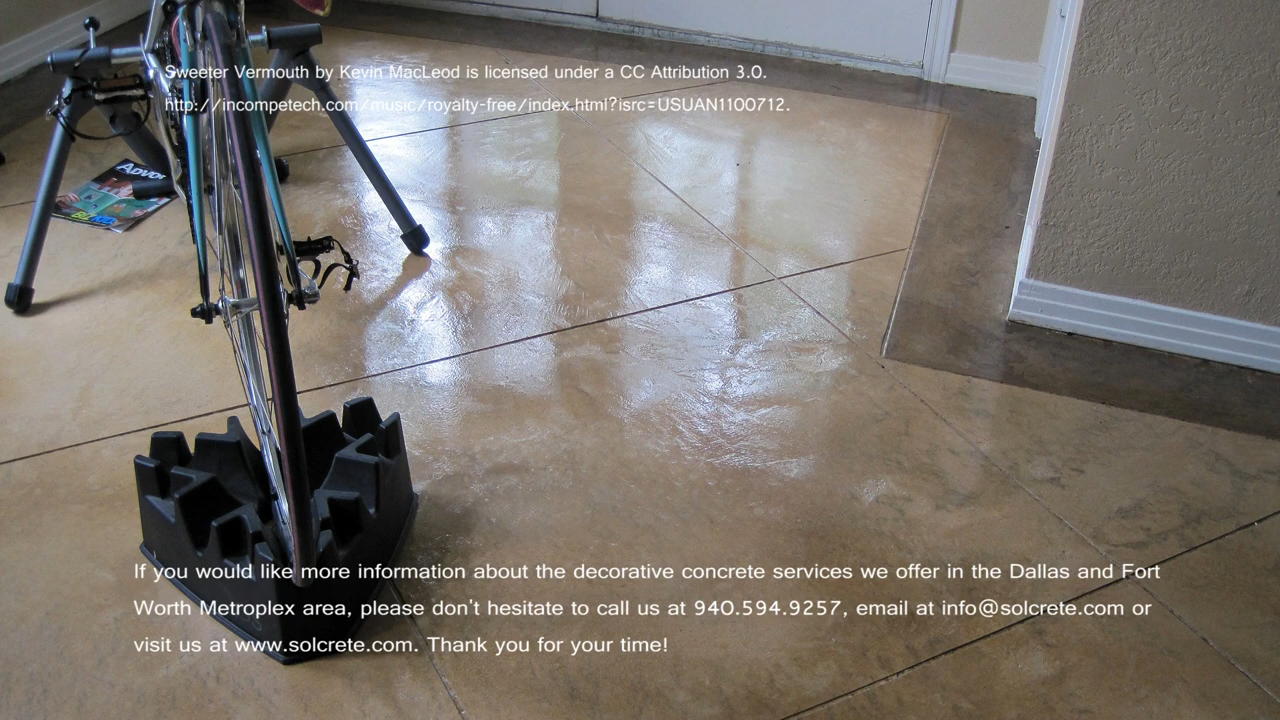 Sweeter Vermouth by Kevin MacLeod is licensed under a CC Attribution 3.0.
http://incompetech.com/music/royalty-free/index.html?isrc=USUAN1100712.
If you would like more information about the decorative concrete services we offer in the Dallas and Fort
Worth Metroplex area, please don't hesitate to call us at 940.594.9257, email at info@solcrete.com or
visit us at www.solcrete.com. Thank you for your time!